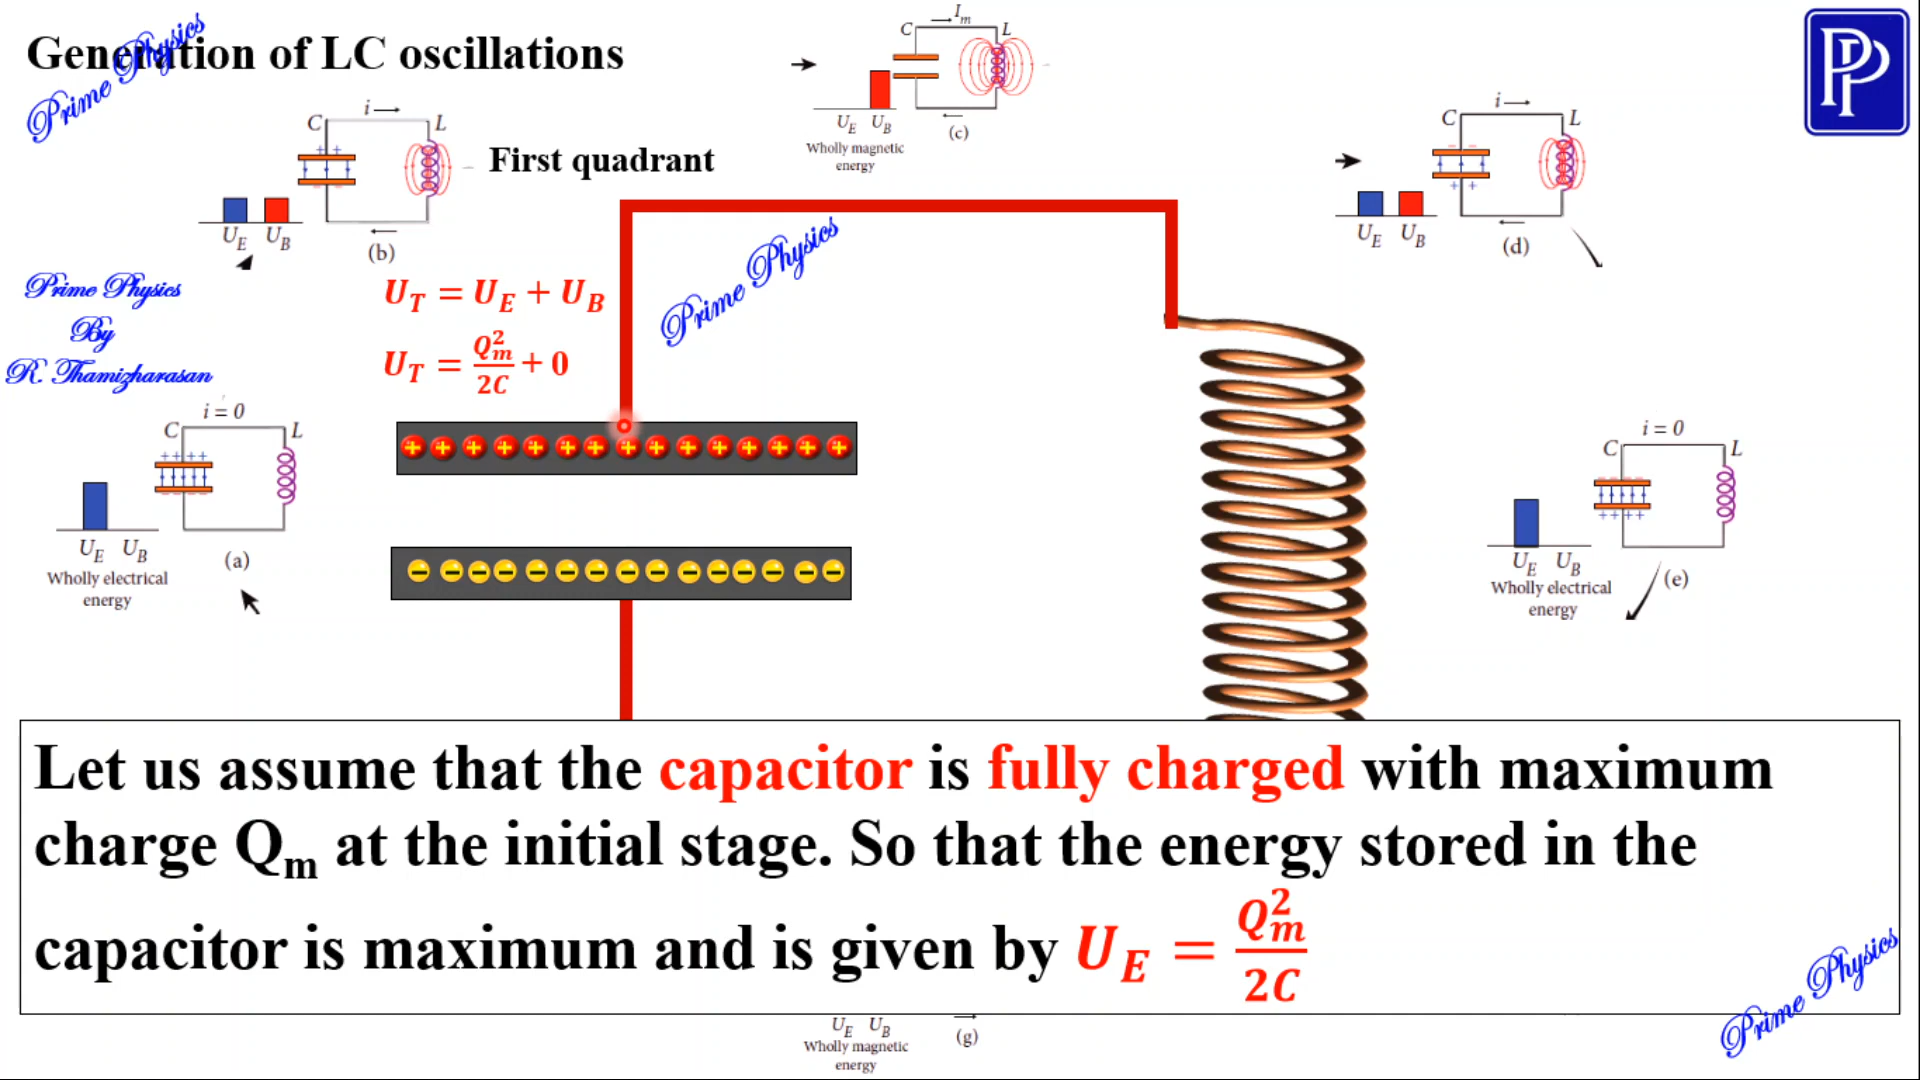 Generation of LC oscillations
Prime Physics
C i L
+ +
- -
U_E U_B
(b)
First quadrant
C I_m L
U_E U_B
(c)
Wholly magnetic
energy
C i L
- -
+ +
U_E U_B
(d)
PP
Prime Physics
By
R. Thamizharasan
U_T = U_E + U_B
U_T = Q_m^2/2C + 0
Prime Physics
i = 0
C L
++++
- - - -
U_E U_B
(a)
Wholly electrical
energy
+ + + + + + + + + + + + + + +
− − − − − − − − − − − − − −
i = 0
C L
- - - -
++++
U_E U_B
(e)
Wholly electrical
energy
Let us assume that the capacitor is fully charged with maximum
charge Q_m at the initial stage. So that the energy stored in the
capacitor is maximum and is given by U_E = Q_m^2/2C
Prime Physics
U_E U_B
(g)
Wholly magnetic
energy